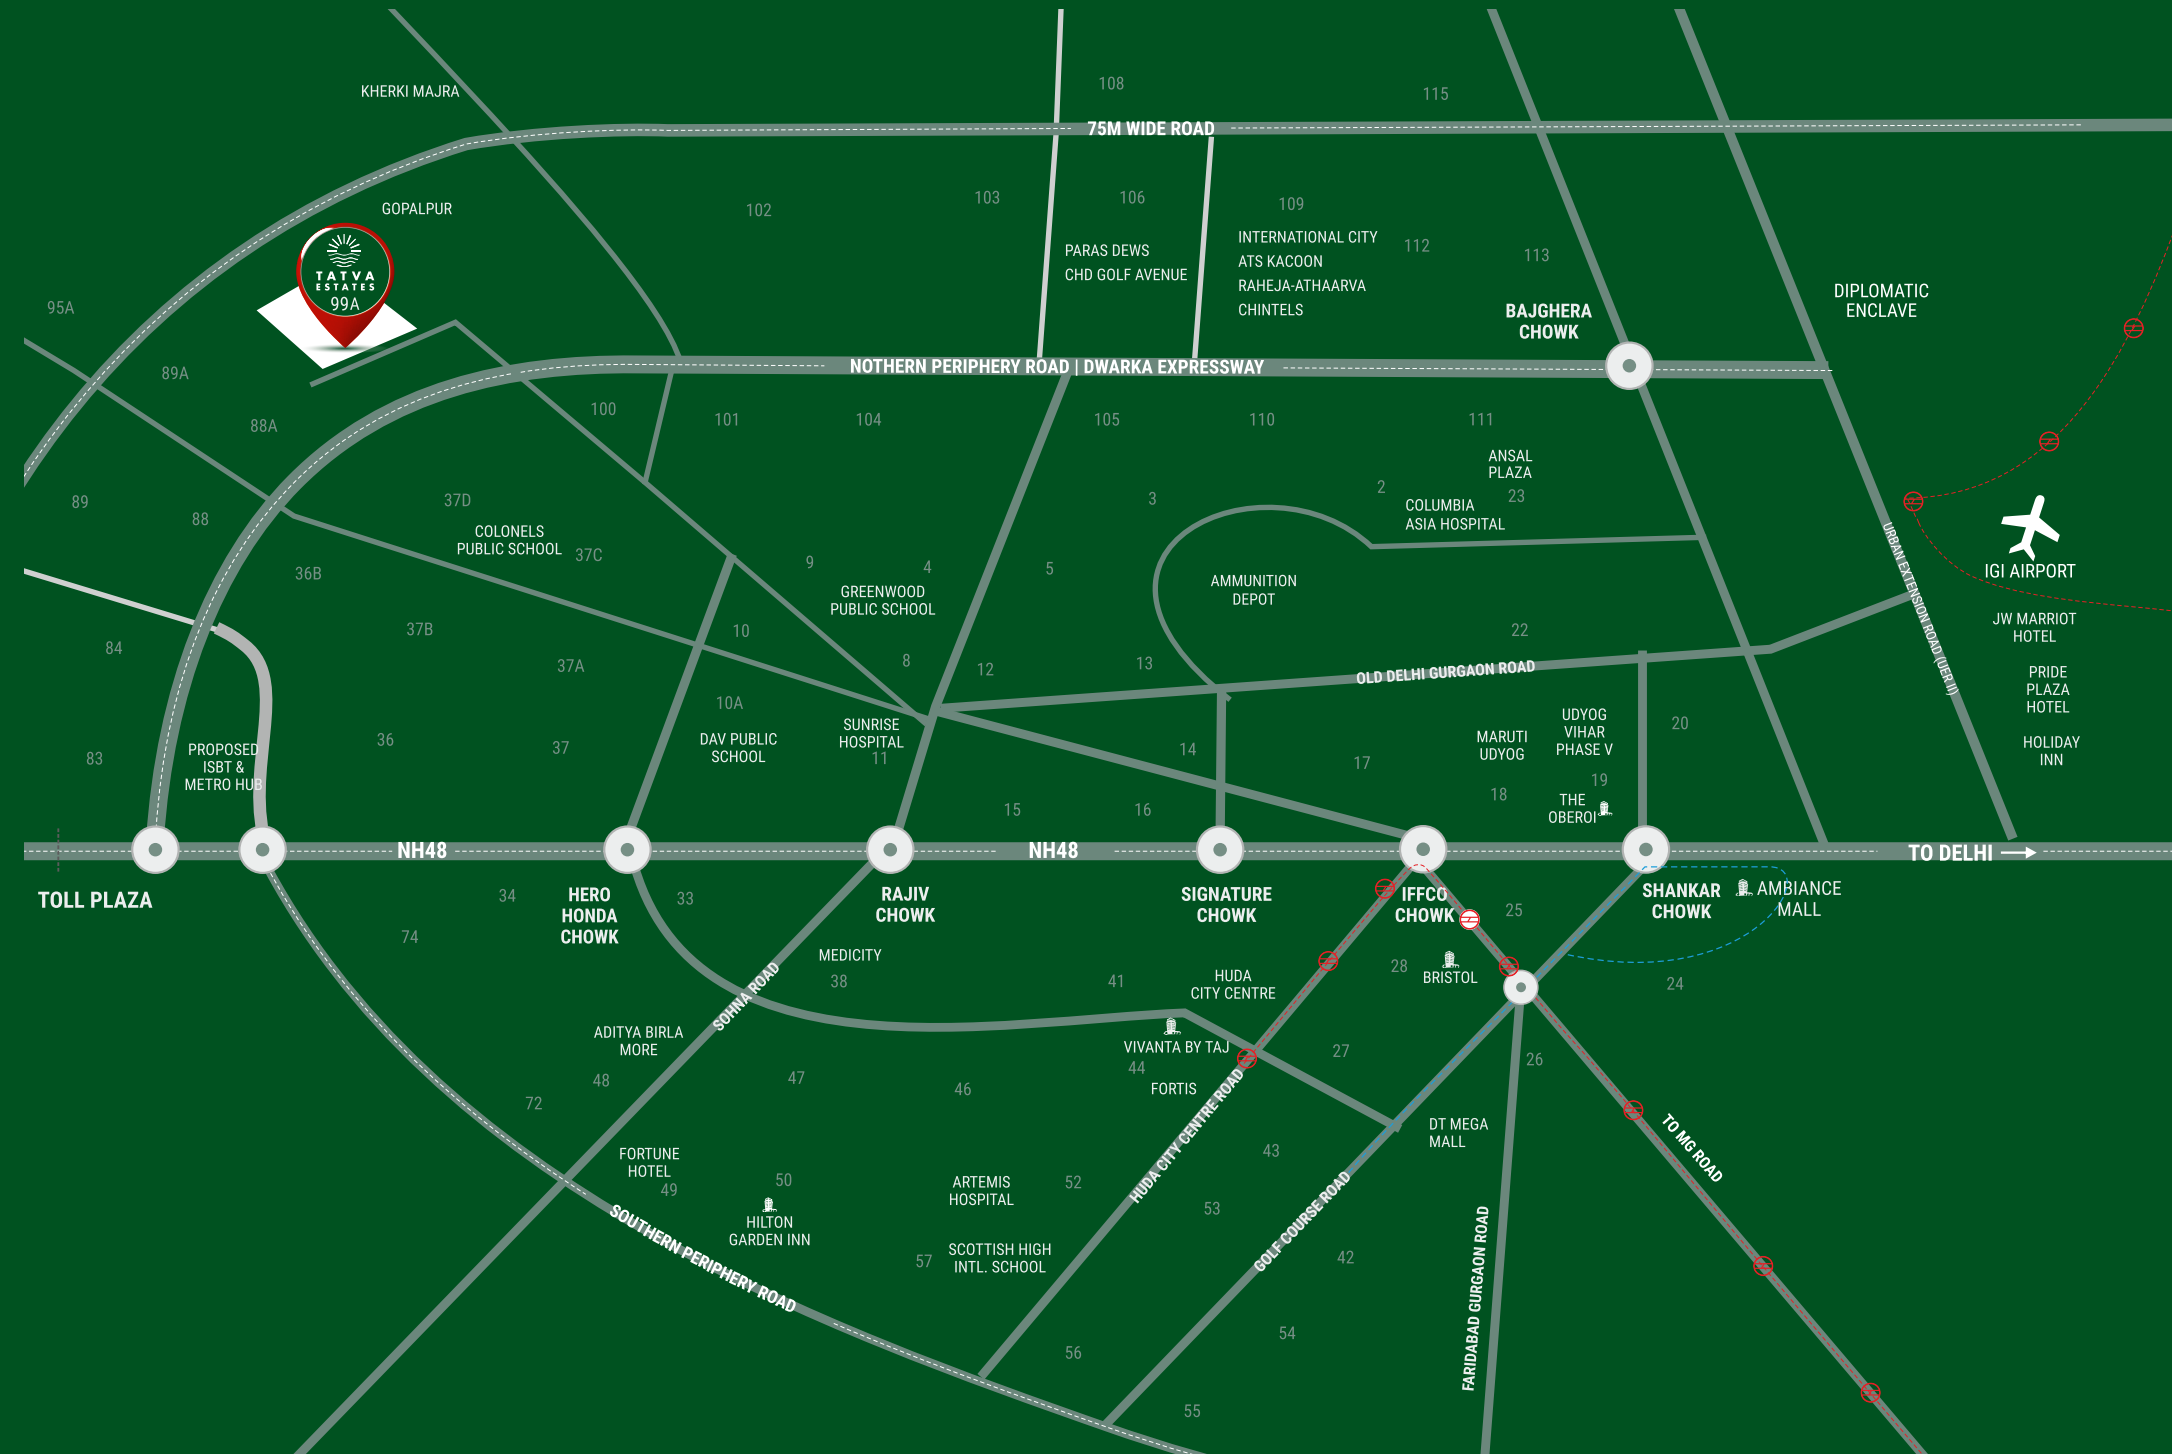 KHERKI MAJRA
108
115
75M WIDE ROAD
GOPALPUR
102
103
106
109
TATVA
ESTATES
99A
PARAS DEWS
CHD GOLF AVENUE
INTERNATIONAL CITY
ATS KACOON
RAHEJA-ATHAARVA
CHINTELS
112
113
DIPLOMATIC
ENCLAVE
95A
BAJGHERA
CHOWK
89A
NOTHERN PERIPHERY ROAD | DWARKA EXPRESSWAY
88A
100
101
104
105
110
111
ANSAL
PLAZA
23
2
COLUMBIA
ASIA HOSPITAL
89
88
37D
COLONELS
PUBLIC SCHOOL
37C
3
9
4
5
36B
GREENWOOD
PUBLIC SCHOOL
AMMUNITION
DEPOT
URBAN EXTENSION ROAD (UER II)
IGI AIRPORT
JW MARRIOT
HOTEL
PRIDE
PLAZA
HOTEL
HOLIDAY
INN
84
37B
37A
10
8
12
13
22
OLD DELHI GURGAON ROAD
10A
DAV PUBLIC
SCHOOL
SUNRISE
HOSPITAL
11
83
PROPOSED
ISBT &
METRO HUB
36
37
14
17
MARUTI
UDYOG
UDYOG
VIHAR
PHASE V
19
20
18
THE
OBEROI
15
16
NH48
NH48
TO DELHI
TOLL PLAZA
34
HERO
HONDA
CHOWK
33
RAJIV
CHOWK
SIGNATURE
CHOWK
IFFCO
CHOWK
25
SHANKAR
CHOWK
AMBIANCE
MALL
74
MEDICITY
38
SOHNA ROAD
41
HUDA
CITY CENTRE
28
BRISTOL
24
ADITYA BIRLA
MORE
48
47
46
VIVANTA BY TAJ
44
FORTIS
27
26
72
HUDA CITY CENTRE ROAD
DT MEGA
MALL
TO MG ROAD
FORTUNE
HOTEL
49
50
HILTON
GARDEN INN
ARTEMIS
HOSPITAL
52
43
53
SOUTHERN PERIPHERY ROAD
57
SCOTTISH HIGH
INTL. SCHOOL
GOLF COURSE ROAD
42
FARIDABAD GURGAON ROAD
56
54
55